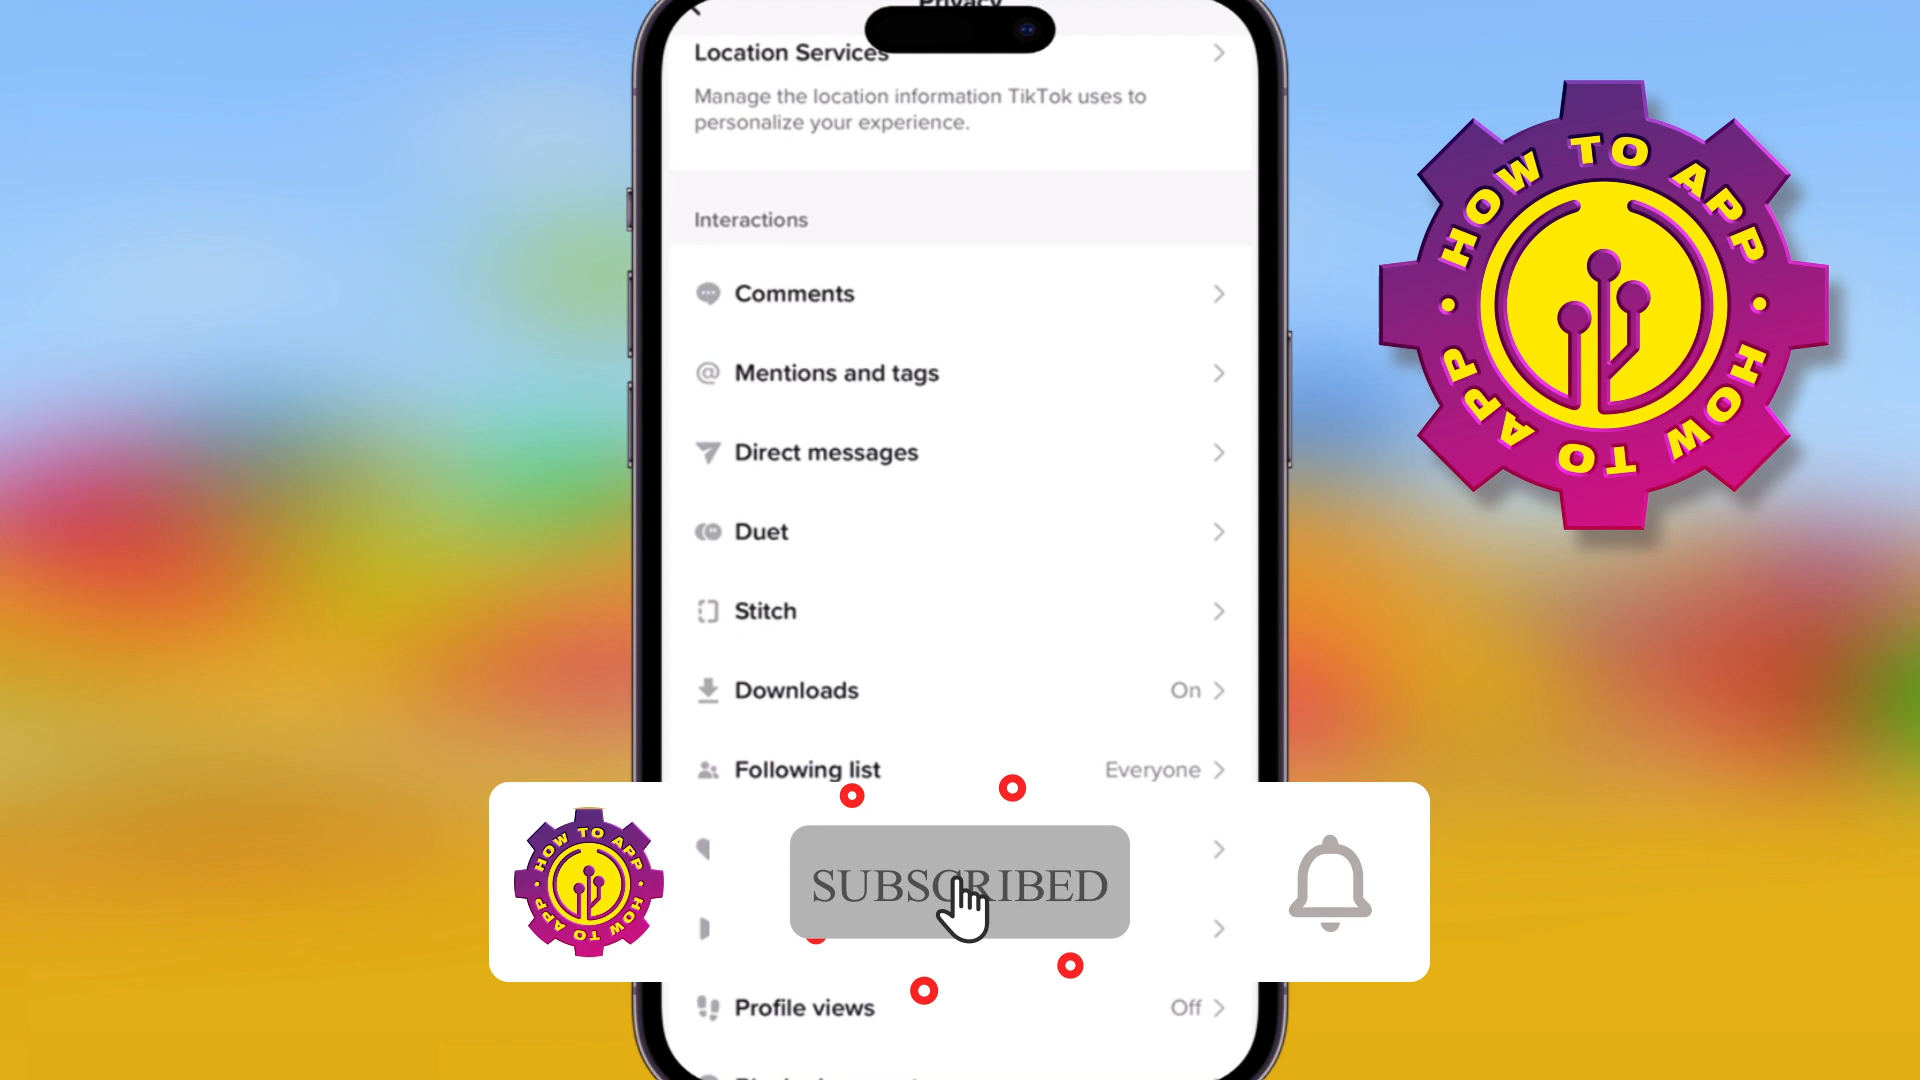 Privacy
Location Services
Manage the location information TikTok uses to
personalize your experience.
Interactions
Comments
Mentions and tags
Direct messages
Duet
Stitch
Downloads On
Following list Everyone
SUBSCRIBED
Profile views Off
HOW TO APP
HOW TO APP
HOW TO APP
HOW TO APP